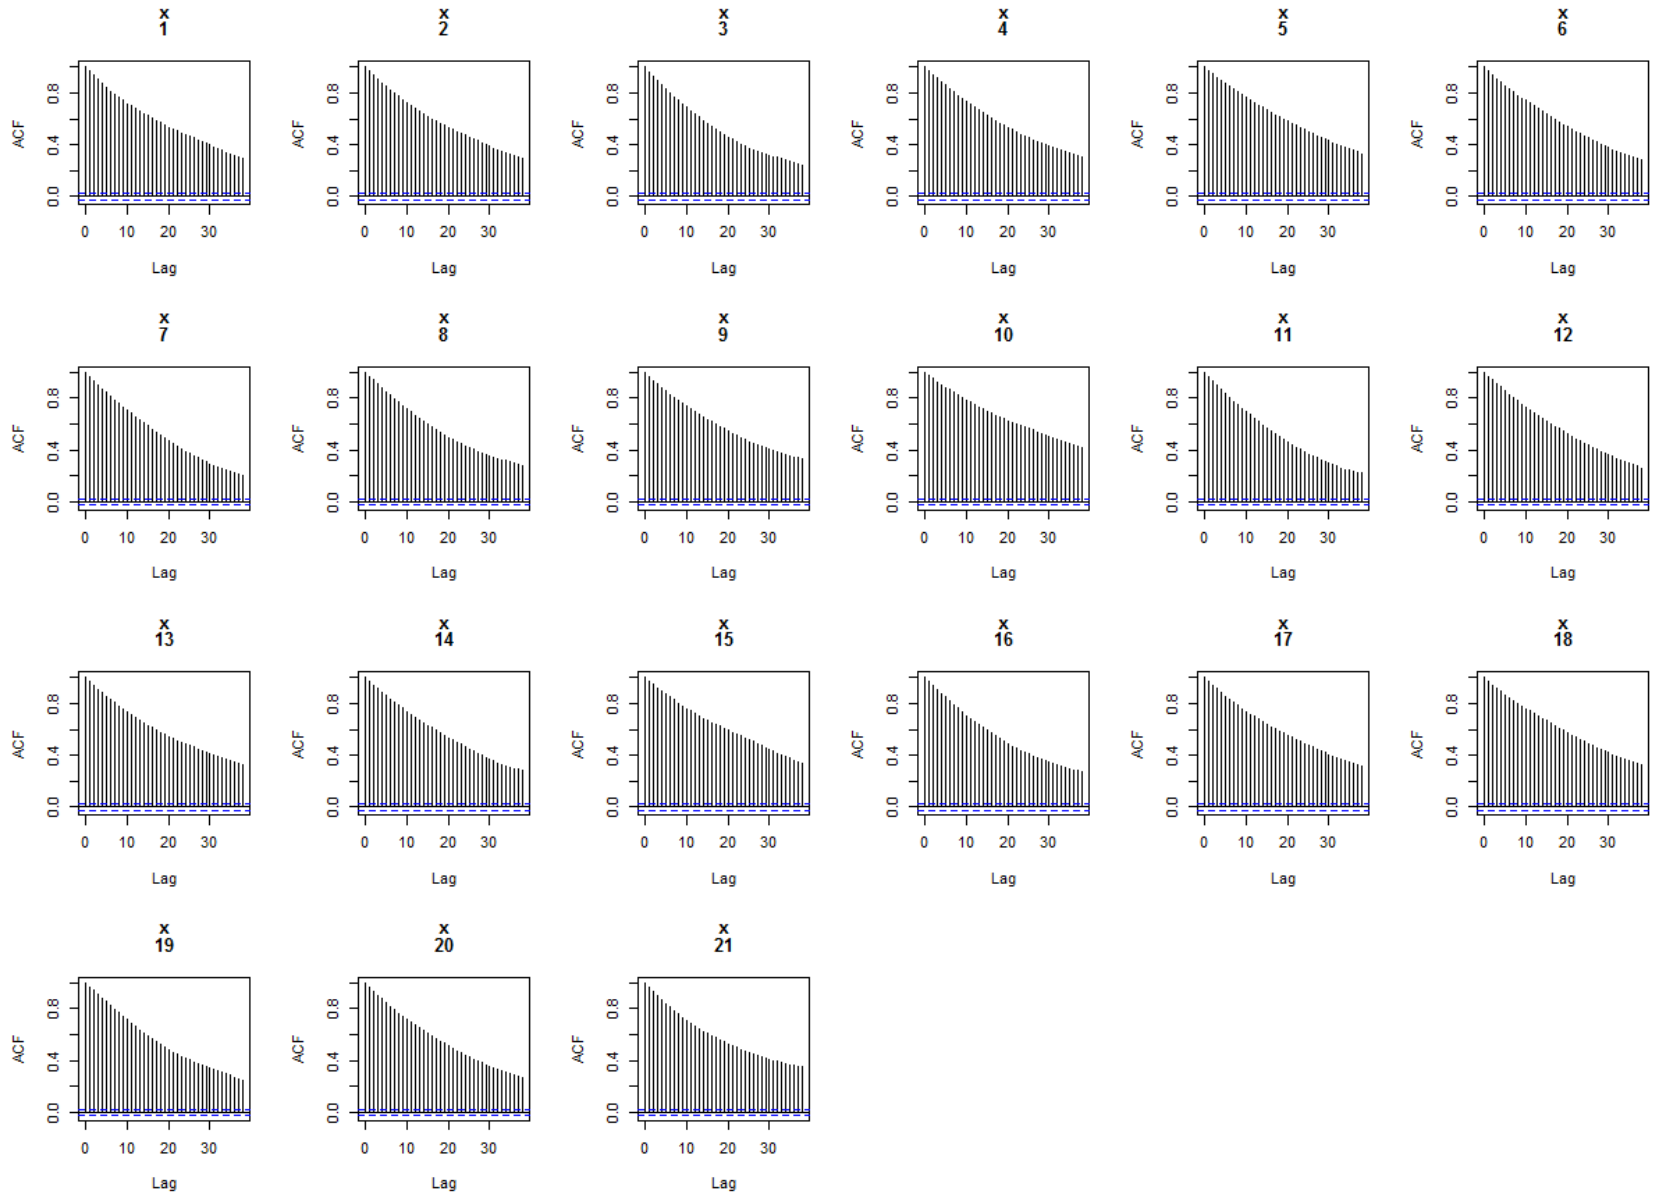 x x x x x x
1 2 3 4 5 6
ACF ACF ACF ACF ACF ACF
0.0 0.4 0.8 0.0 0.4 0.8 0.0 0.4 0.8 0.0 0.4 0.8 0.0 0.4 0.8 0.0 0.4 0.8
0 10 20 30 0 10 20 30 0 10 20 30 0 10 20 30 0 10 20 30 0 10 20 30
Lag Lag Lag Lag Lag Lag
x x x x x x
7 8 9 10 11 12
ACF ACF ACF ACF ACF ACF
0.0 0.4 0.8 0.0 0.4 0.8 0.0 0.4 0.8 0.0 0.4 0.8 0.0 0.4 0.8 0.0 0.4 0.8
0 10 20 30 0 10 20 30 0 10 20 30 0 10 20 30 0 10 20 30 0 10 20 30
Lag Lag Lag Lag Lag Lag
x x x x x x
13 14 15 16 17 18
ACF ACF ACF ACF ACF ACF
0.0 0.4 0.8 0.0 0.4 0.8 0.0 0.4 0.8 0.0 0.4 0.8 0.0 0.4 0.8 0.0 0.4 0.8
0 10 20 30 0 10 20 30 0 10 20 30 0 10 20 30 0 10 20 30 0 10 20 30
Lag Lag Lag Lag Lag Lag
x x x
19 20 21
ACF ACF ACF
0.0 0.4 0.8 0.0 0.4 0.8 0.0 0.4 0.8
0 10 20 30 0 10 20 30 0 10 20 30
Lag Lag Lag